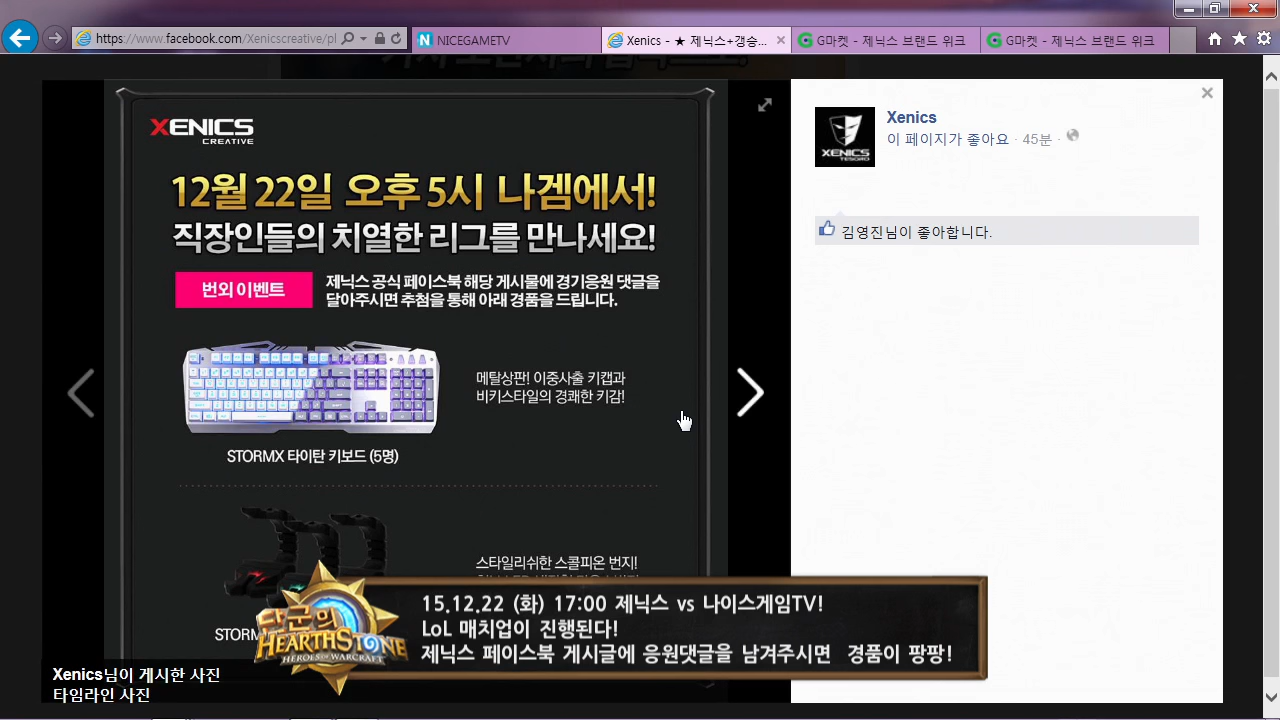 https://www.facebook.com/Xenicscreative/pl
NICEGAMETV
Xenics - ★ 제닉스+갱승...
G마켓 - 제닉스 브랜드 위크
G마켓 - 제닉스 브랜드 위크
XENICS
CREATIVE
12월 22일 오후 5시 나겜에서!
직장인들의 치열한 리그를 만나세요!
번외 이벤트
제닉스 공식 페이스북 해당 게시물에 경기응원 댓글을
달아주시면 추첨을 통해 아래 경품을 드립니다.
메탈상판! 이중사출 키캡과
비키스타일의 경쾌한 키감!
STORMX 타이탄 키보드 (5명)
스타일리쉬한 스콜피온 번지!
STORM
단군의
HEARTHSTONE
HEROES OF WARCRAFT
15.12.22 (화) 17:00 제닉스 vs 나이스게임TV!
LoL 매치업이 진행된다!
제닉스 페이스북 게시글에 응원댓글을 남겨주시면 경품이 팡팡!
Xenics님이 게시한 사진
타임라인 사진
XENICS
TESORO
Xenics
이 페이지가 좋아요 · 45분 ·
김영진님이 좋아합니다.